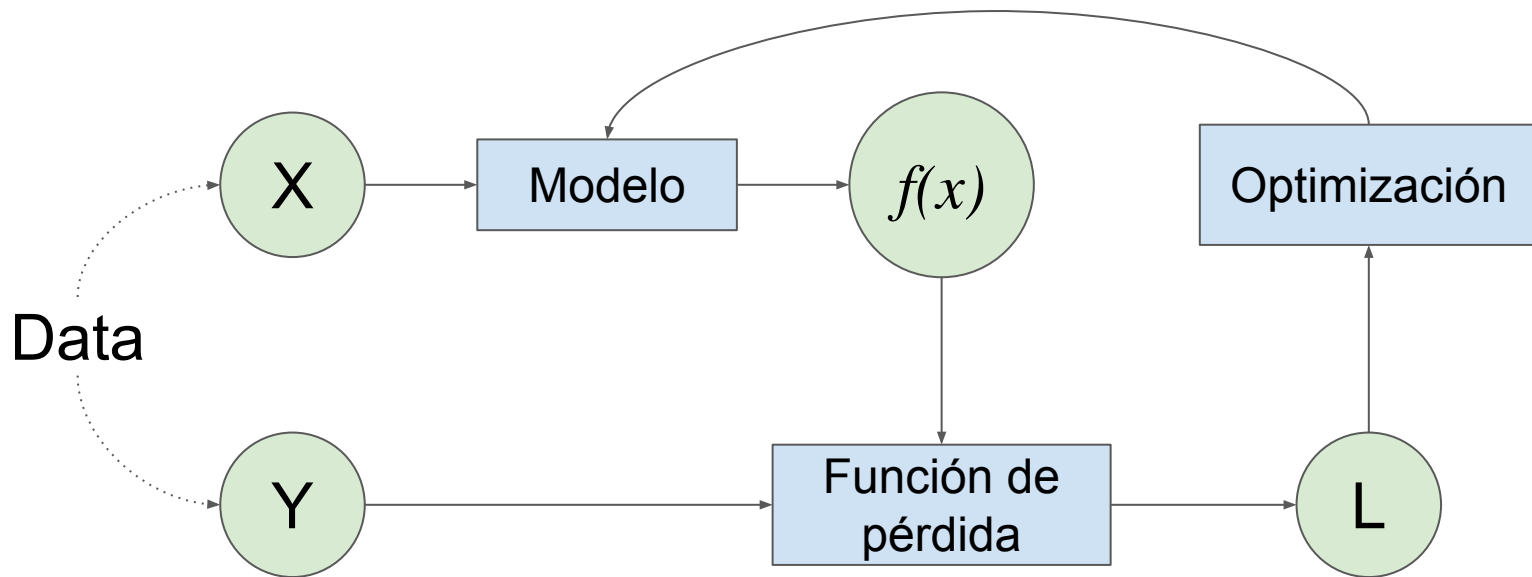 X
Modelo
f(x)
Optimización
Data
Y
Función de
pérdida
L